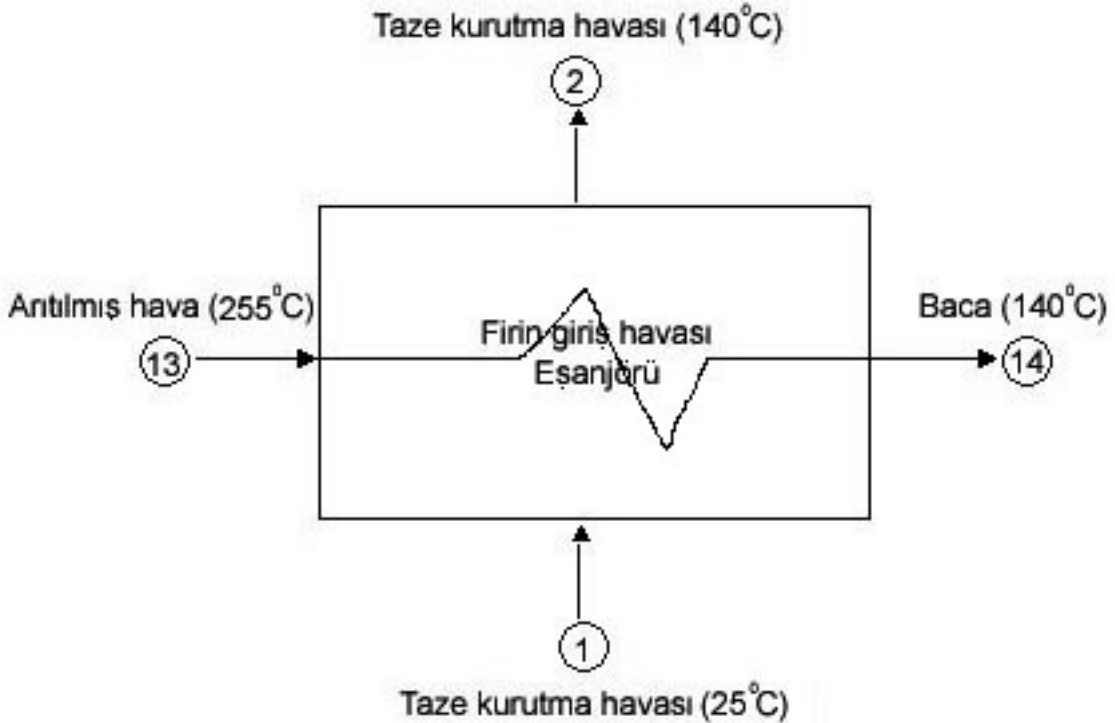 Taze kurutma havası (140°C)
2
Arıtılmış hava (255°C)
13
Firin giriş havası
Eşanjörü
Baca (140°C)
14
1
Taze kurutma havası (25°C)